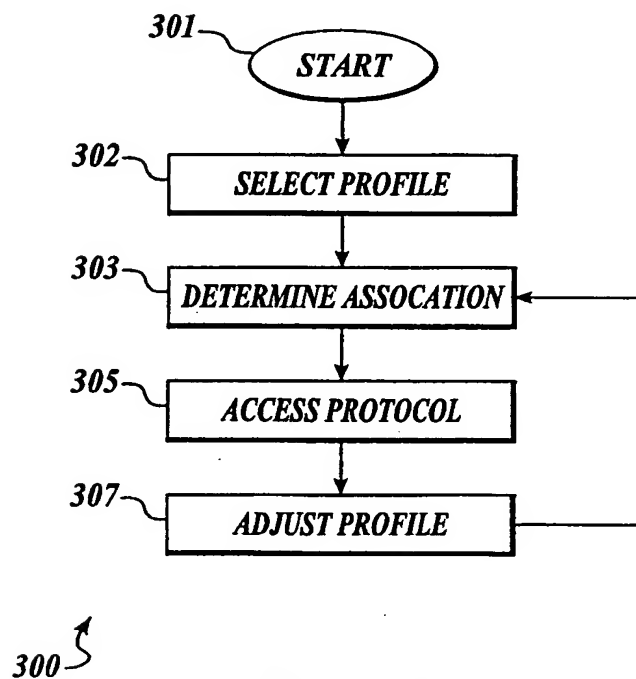 301
START
302
SELECT PROFILE
303
DETERMINE ASSOCATION
305
ACCESS PROTOCOL
307
ADJUST PROFILE
300